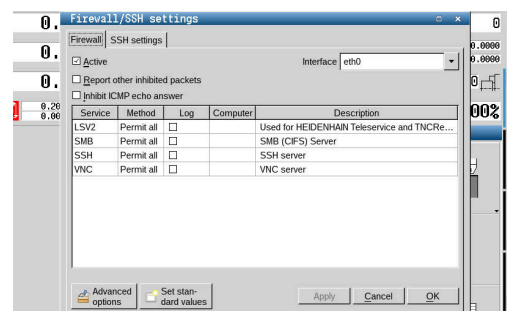 Firewall/SSH settings
Firewall SSH settings
Active Interface eth0
Report other inhibited packets
Inhibit ICMP echo answer
Service Method Log Computer Description
LSV2 Permit all Used for HEIDENHAIN Teleservice and TNCRe...
SMB Permit all SMB (CIFS) Server
SSH Permit all SSH server
VNC Permit all VNC server
Advanced options
Set stan-
dard values
Apply Cancel OK
0.
0.
0.
0.20
0.00
0
0.0000
0.0000
0
00%